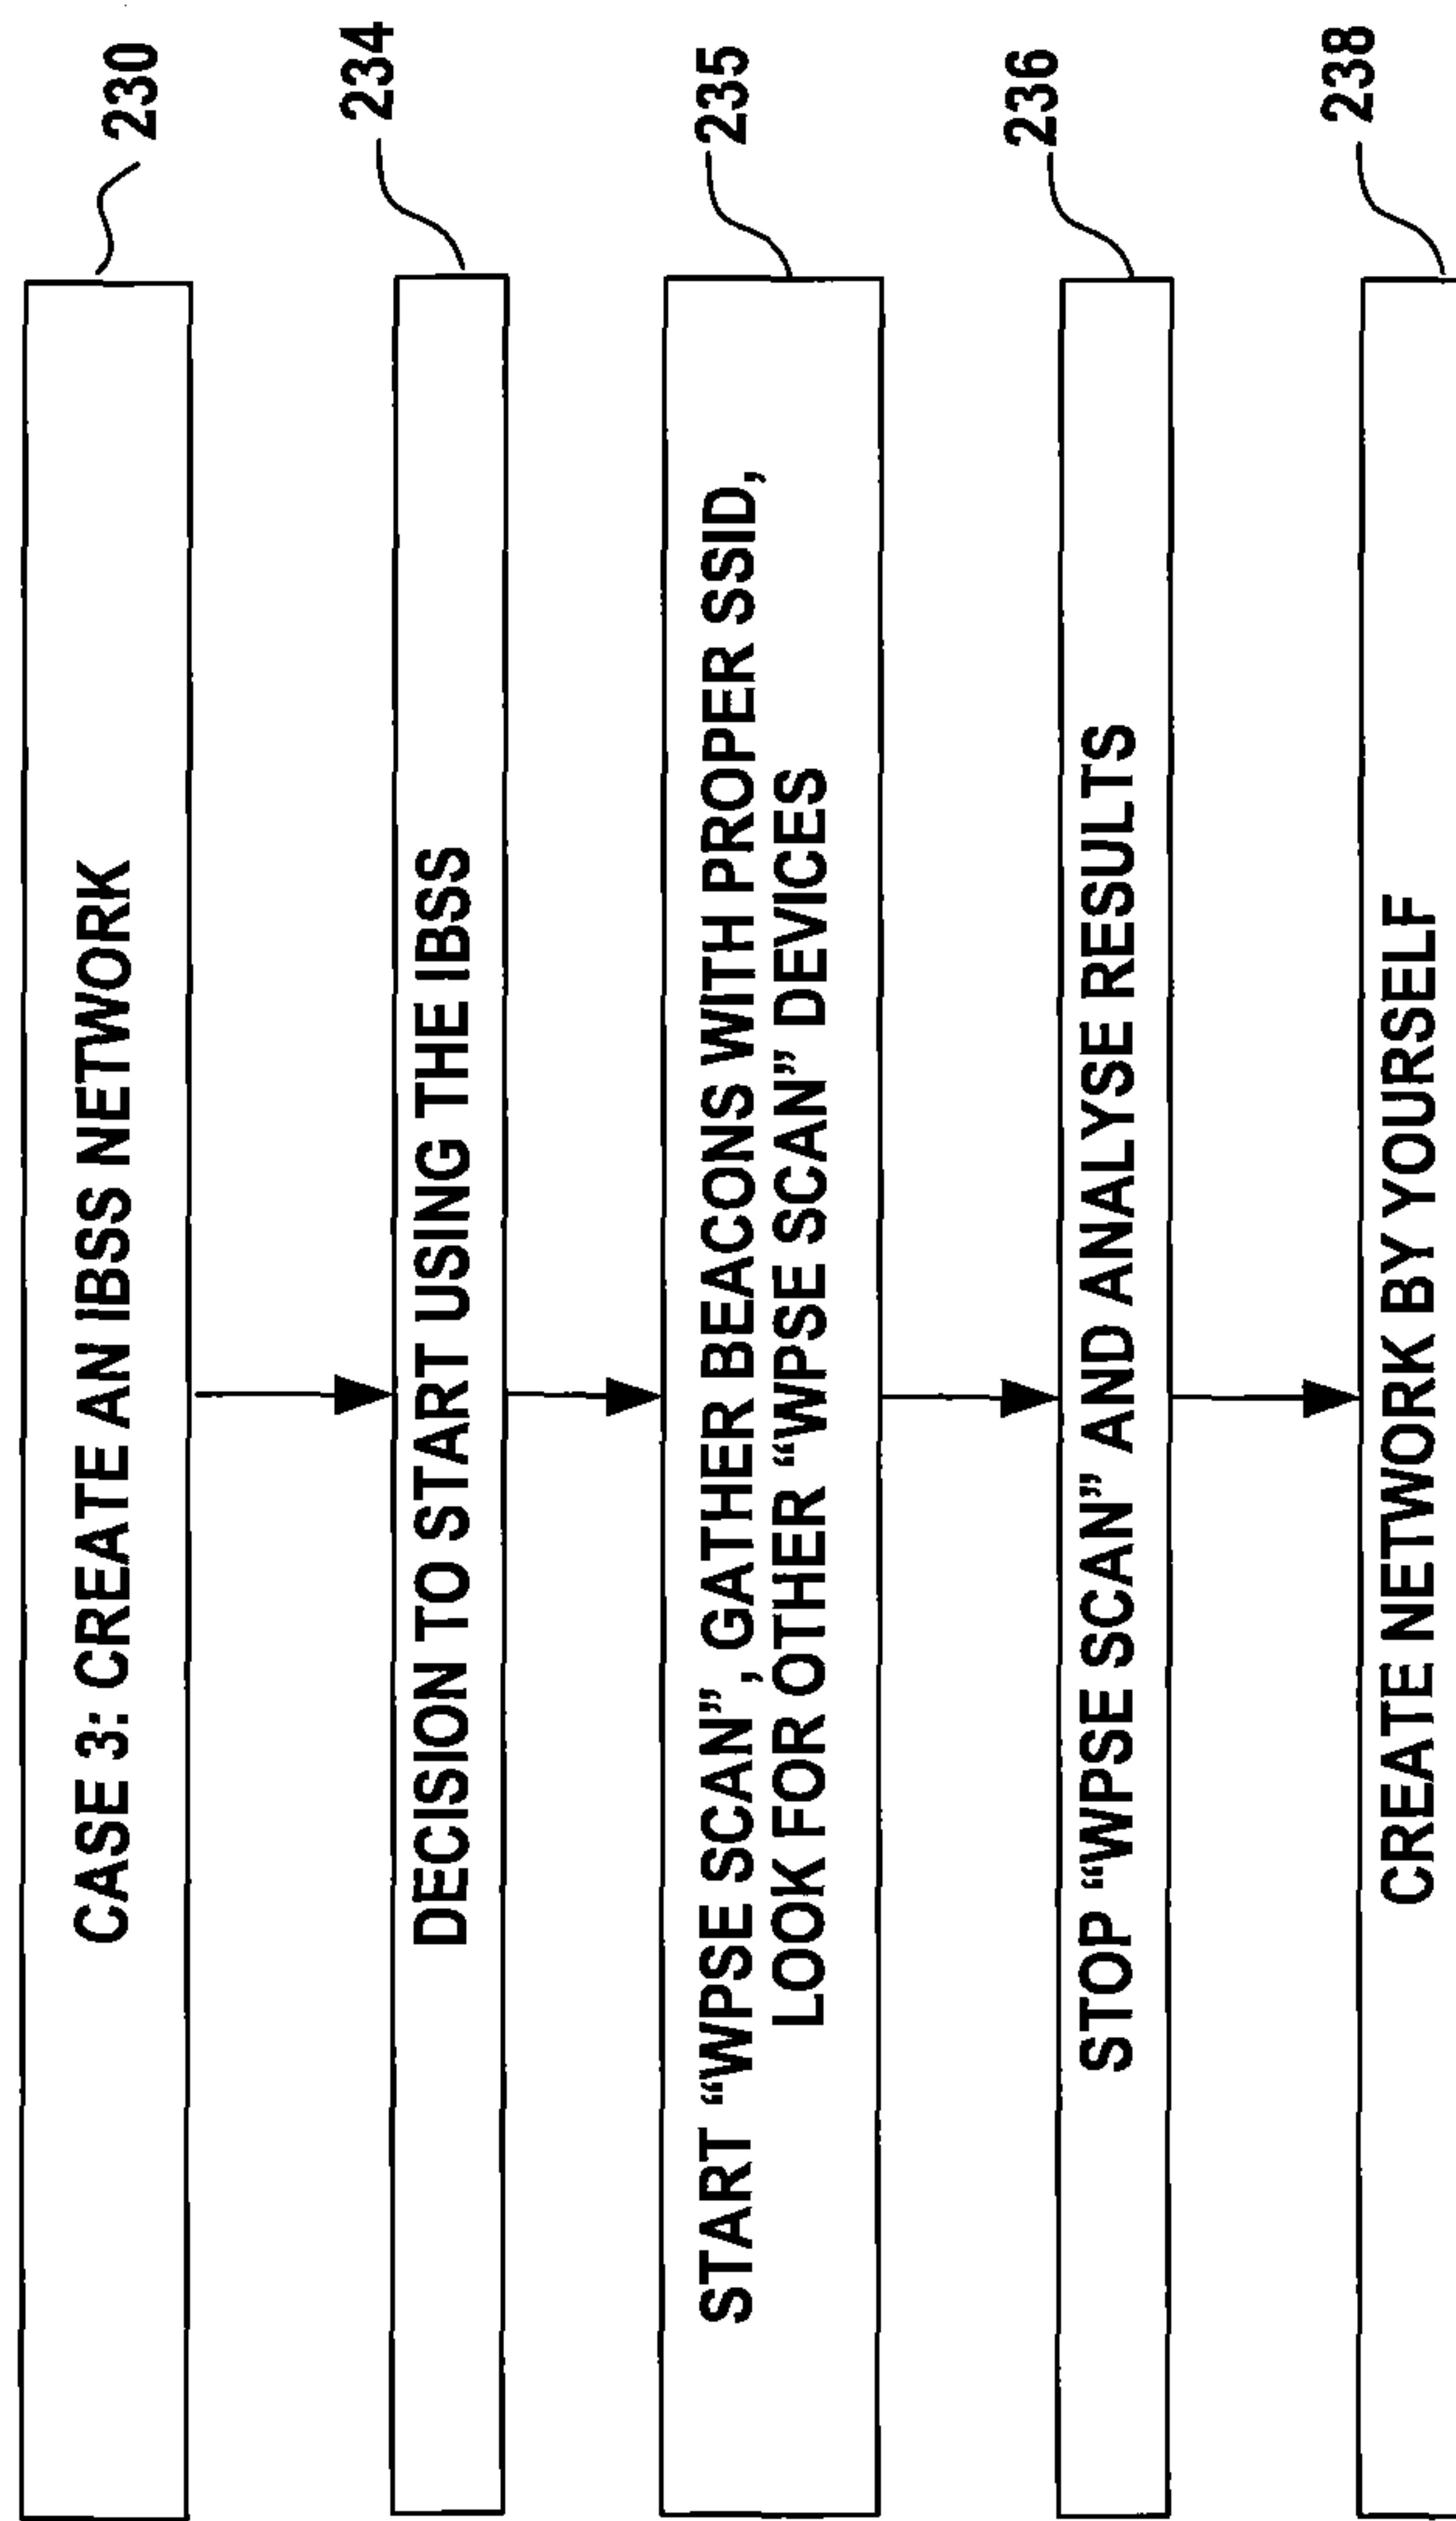 CASE 3: CREATE AN IBSS NETWORK
230
DECISION TO START USING THE IBSS
234
START “WPSE SCAN”, GATHER BEACONS WITH PROPER SSID,
LOOK FOR OTHER “WPSE SCAN” DEVICES
235
STOP “WPSE SCAN” AND ANALYSE RESULTS
236
CREATE NETWORK BY YOURSELF
238